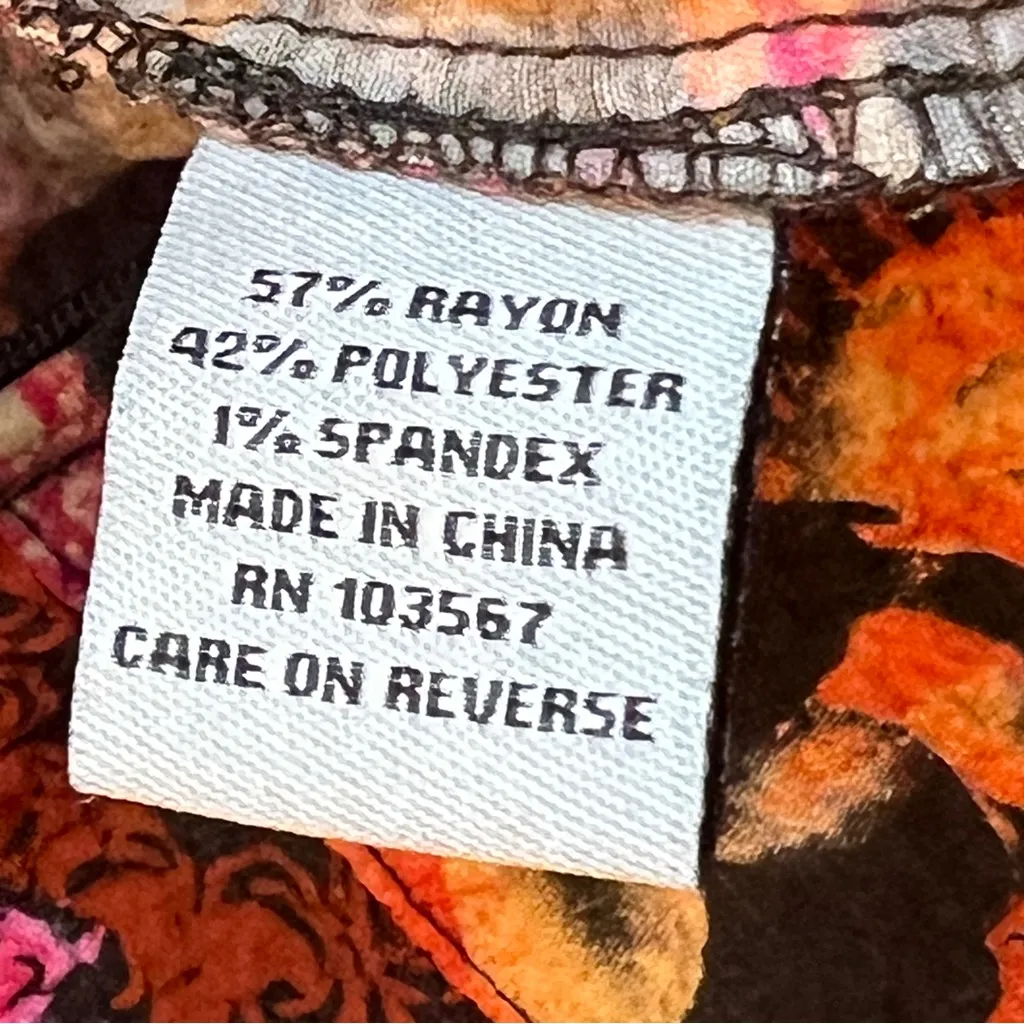 57% RAYON
42% POLYESTER
1% SPANDEX
MADE IN CHINA
RN 103567
CARE ON REVERSE